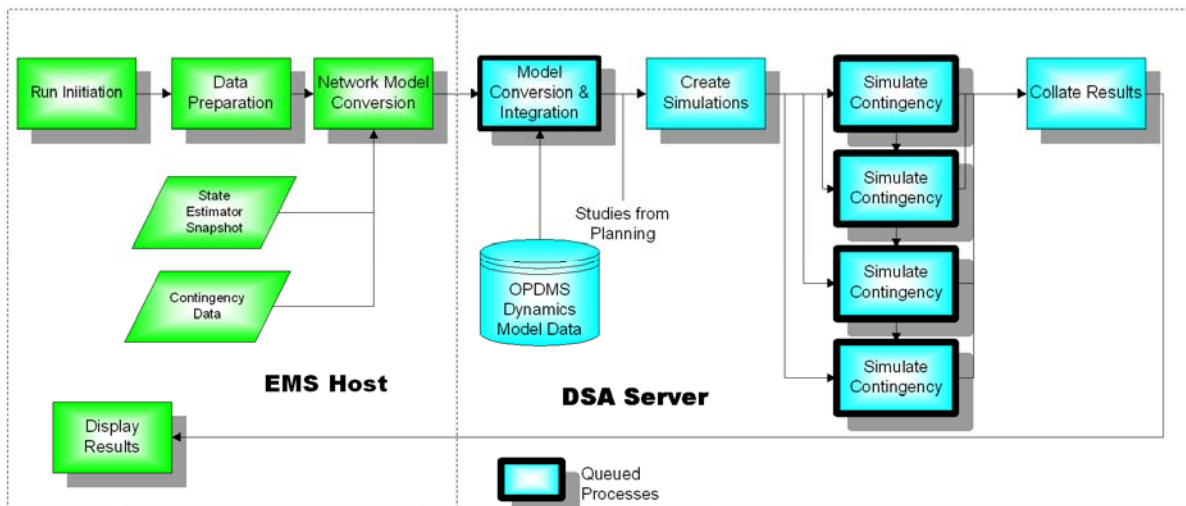 Run Iniitation
Data
Preparation
Network Model
Conversion
Model
Conversion &
Integration
Create
Simulations
Simulate
Contingency
Collate Results
Simulate
Contingency
State
Estimator
Snapshot
Studies from
Planning
OPDMS
Dynamics
Model Data
Simulate
Contingency
Contingency
Data
Simulate
Contingency
EMS Host
DSA Server
Display
Results
Queued
Processes